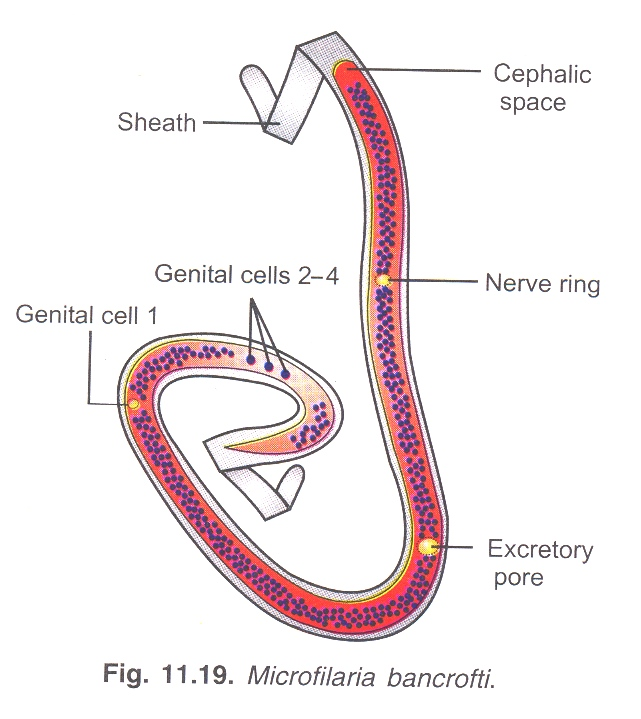 Cephalic
space
Sheath
Genital cells 2–4
Nerve ring
Genital cell 1
Excretory
pore
Fig. 11.19. Microfilaria bancrofti.